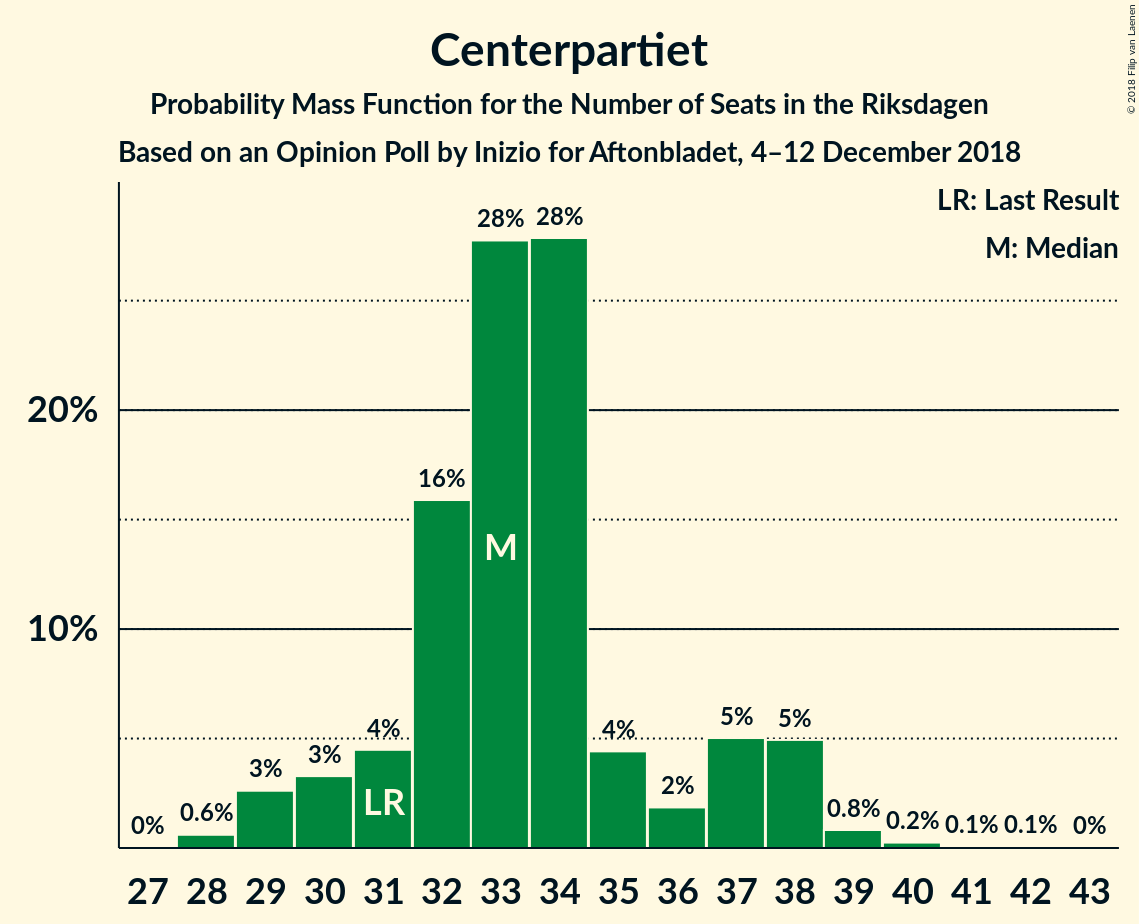 Centerpartiet
Probability Mass Function for the Number of Seats in the Riksdagen
Based on an Opinion Poll by Inizio for Aftonbladet, 4–12 December 2018
© 2018 Filip van Laenen
LR: Last Result
M: Median
28% 28%
20%
16%
M
10%
4% 4% 5% 5%
3% 3% 2%
LR
0% 0.6% 0.8% 0.2% 0.1% 0.1% 0%
27 28 29 30 31 32 33 34 35 36 37 38 39 40 41 42 43